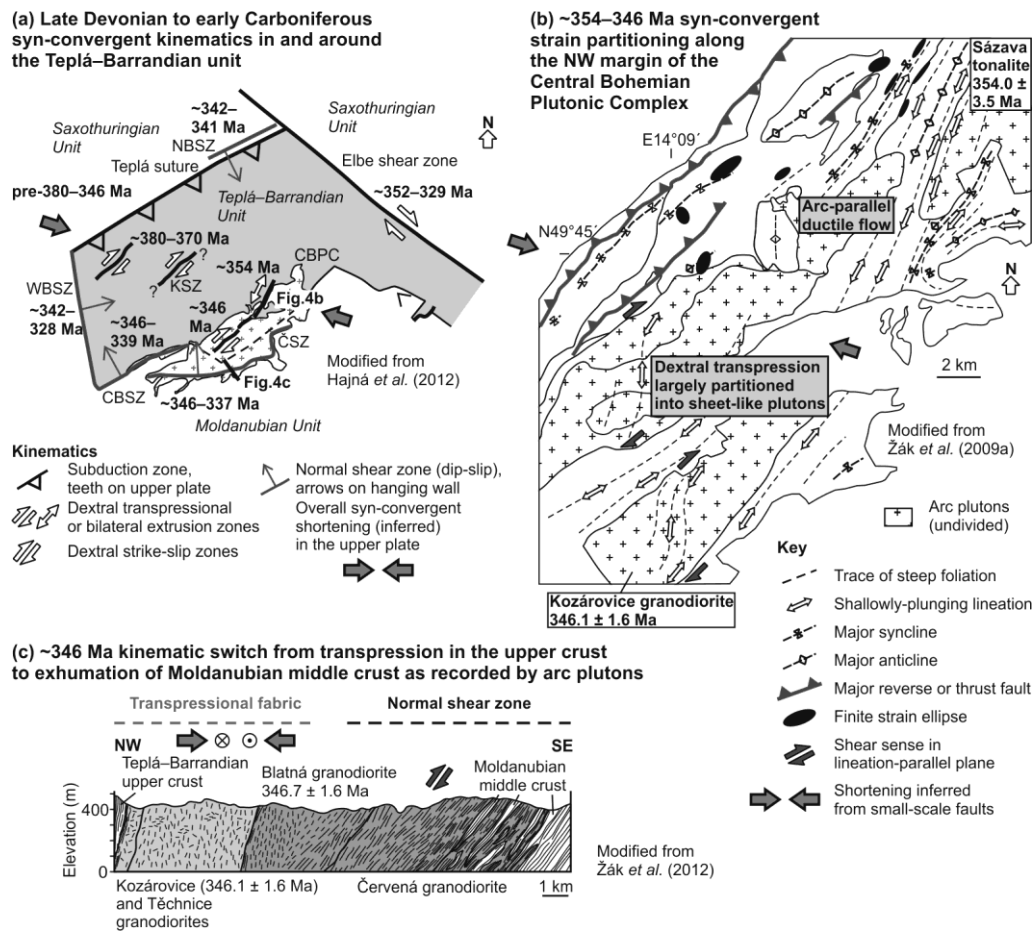 (a) Late Devonian to early Carboniferous
syn-convergent kinematics in and around
the Teplá–Barrandian unit
~342–
341 Ma
Saxothuringian
Unit
NBSZ
Saxothuringian
Unit
N
Teplá suture
Elbe shear zone
pre-380–346 Ma
Teplá–Barrandian
Unit
~352–329 Ma
~380–370 Ma
?
KSZ
?
~354 Ma
CBPC
WBSZ
~342–
328 Ma
~346
Ma
Fig.4b
~346–
339 Ma
ČSZ
Fig.4c
Modified from
Hajná et al. (2012)
CBSZ
~346–337 Ma
Moldanubian Unit
Kinematics
Subduction zone,
teeth on upper plate
Dextral transpressional
or bilateral extrusion zones
Dextral strike-slip zones
Normal shear zone (dip-slip),
arrows on hanging wall
Overall syn-convergent
shortening (inferred)
in the upper plate
(b) ~354–346 Ma syn-convergent
strain partitioning along
the NW margin of the
Central Bohemian
Plutonic Complex
Sázava
tonalite
354.0 ±
3.5 Ma
E14°09´
N49°45´
Arc-parallel
ductile flow
N
2 km
Dextral transpression
largely partitioned
into sheet-like plutons
Modified from
Žák et al. (2009a)
Arc plutons
(undivided)
Kozárovice granodiorite
346.1 ± 1.6 Ma
Key
Trace of steep foliation
Shallowly-plunging lineation
Major syncline
Major anticline
Major reverse or thrust fault
Finite strain ellipse
Shear sense in
lineation-parallel plane
Shortening inferred
from small-scale faults
(c) ~346 Ma kinematic switch from transpression in the upper crust
to exhumation of Moldanubian middle crust as recorded by arc plutons
Transpressional fabric
Normal shear zone
NW
SE
Teplá–Barrandian
upper crust
Blatná granodiorite
346.7 ± 1.6 Ma
Moldanubian
middle crust
Elevation (m)
400
0
Kozárovice (346.1 ± 1.6 Ma)
and Těchnice
granodiorites
Červená granodiorite
1 km
Modified from
Žák et al. (2012)